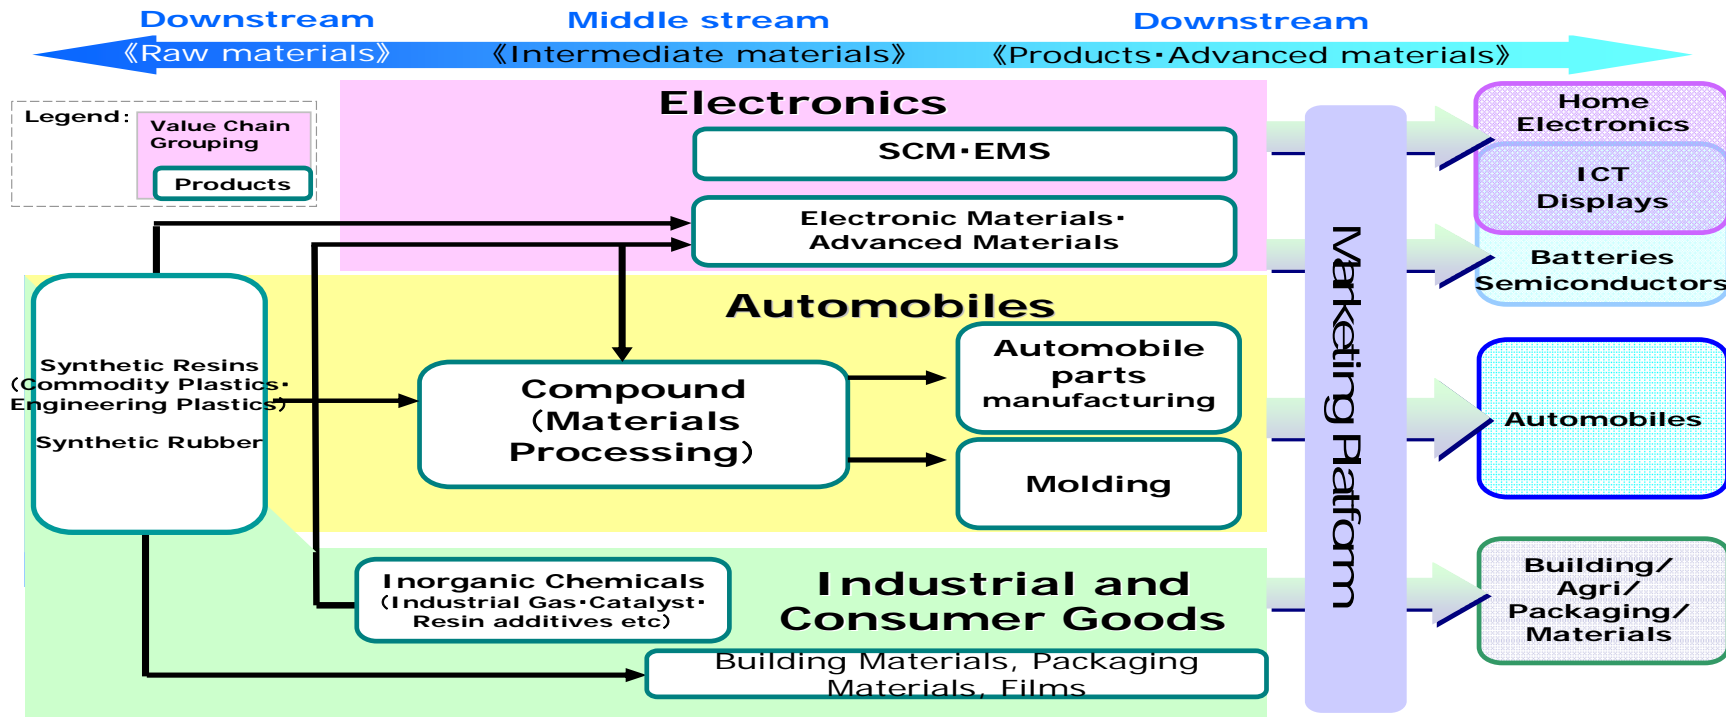 Downstream
Middle stream
Downstream
《Raw materials》
《Intermediate materials》
《Products・Advanced materials》
Legend:
Value Chain
Grouping
Products
Electronics
SCM・EMS
Electronic Materials・
Advanced Materials
Automobiles
Synthetic Resins
(Commodity Plastics・
Engineering Plastics)
Synthetic Rubber
Compound
(Materials
Processing)
Automobile
parts
manufacturing
Molding
Inorganic Chemicals
(Industrial Gas・Catalyst・
Resin additives etc)
Industrial and
Consumer Goods
Building Materials, Packaging
Materials, Films
Marketing Platform
Home
Electronics
ICT
Displays
Batteries
Semiconductors
Automobiles
Building/
Agri/
Packaging/
Materials